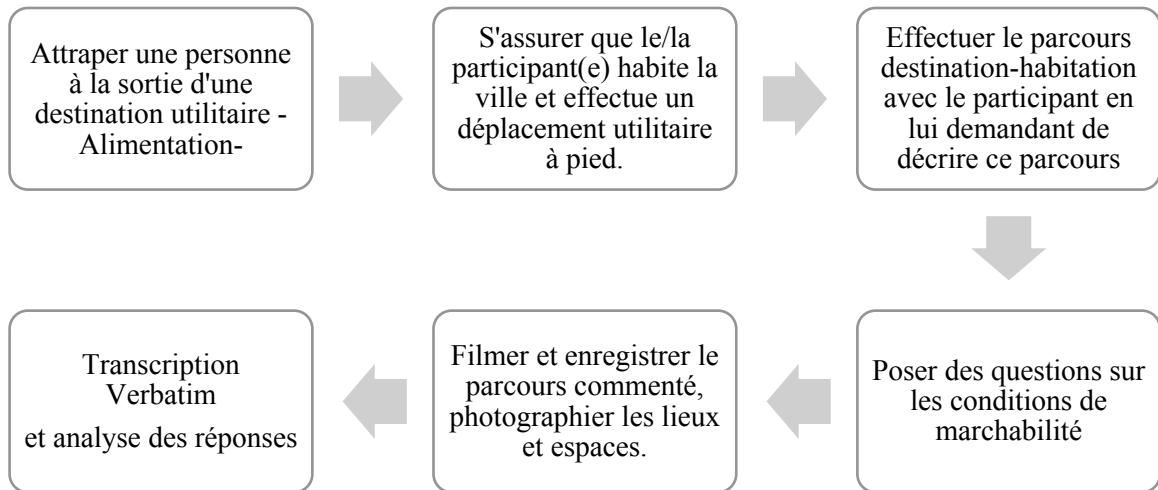 Attraper une personne
à la sortie d'une
destination utilitaire -
Alimentation-
S'assurer que le/la
participant(e) habite la
ville et effectue un
déplacement utilitaire
à pied.
Effectuer le parcours
destination-habitation
avec le participant en
lui demandant de
décrire ce parcours
Poser des questions sur
les conditions de
marchabilité
Filmer et enregistrer le
parcours commenté,
photographier les lieux
et espaces.
Transcription
Verbatim
et analyse des réponses